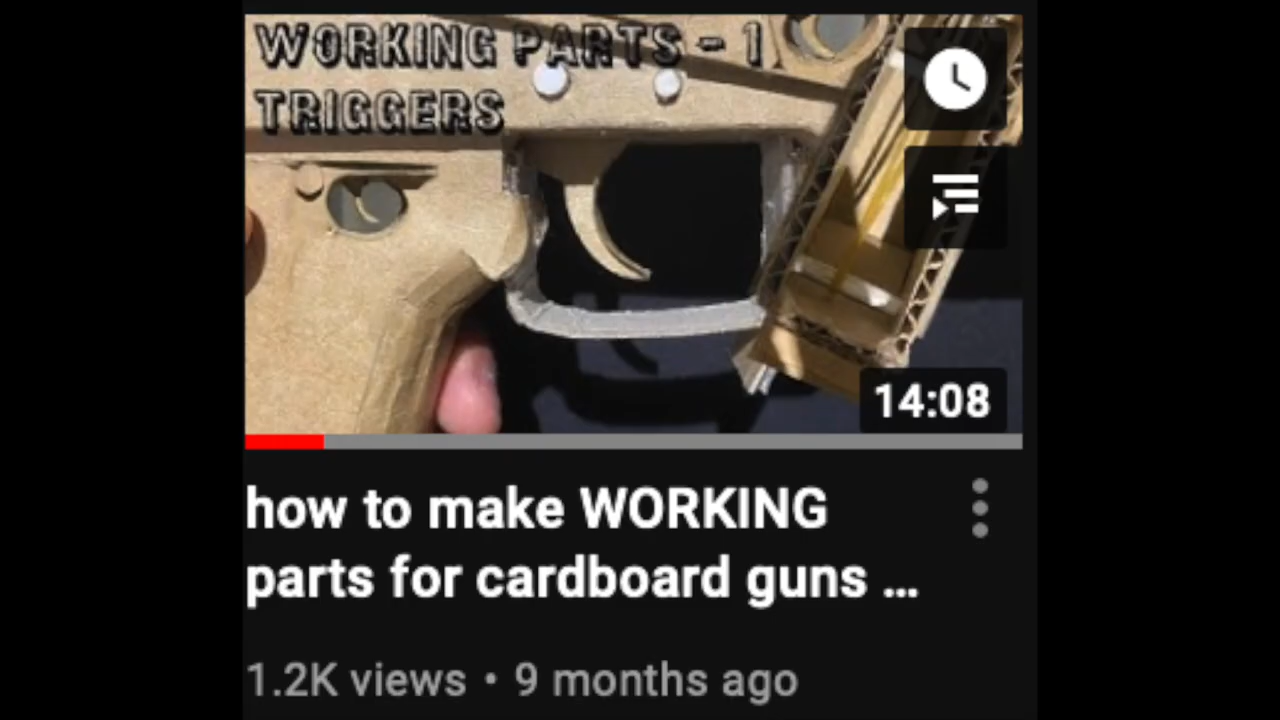 WORKING PARTS - 1
TRIGGERS
14:08
how to make WORKING
parts for cardboard guns ...
1.2K views • 9 months ago